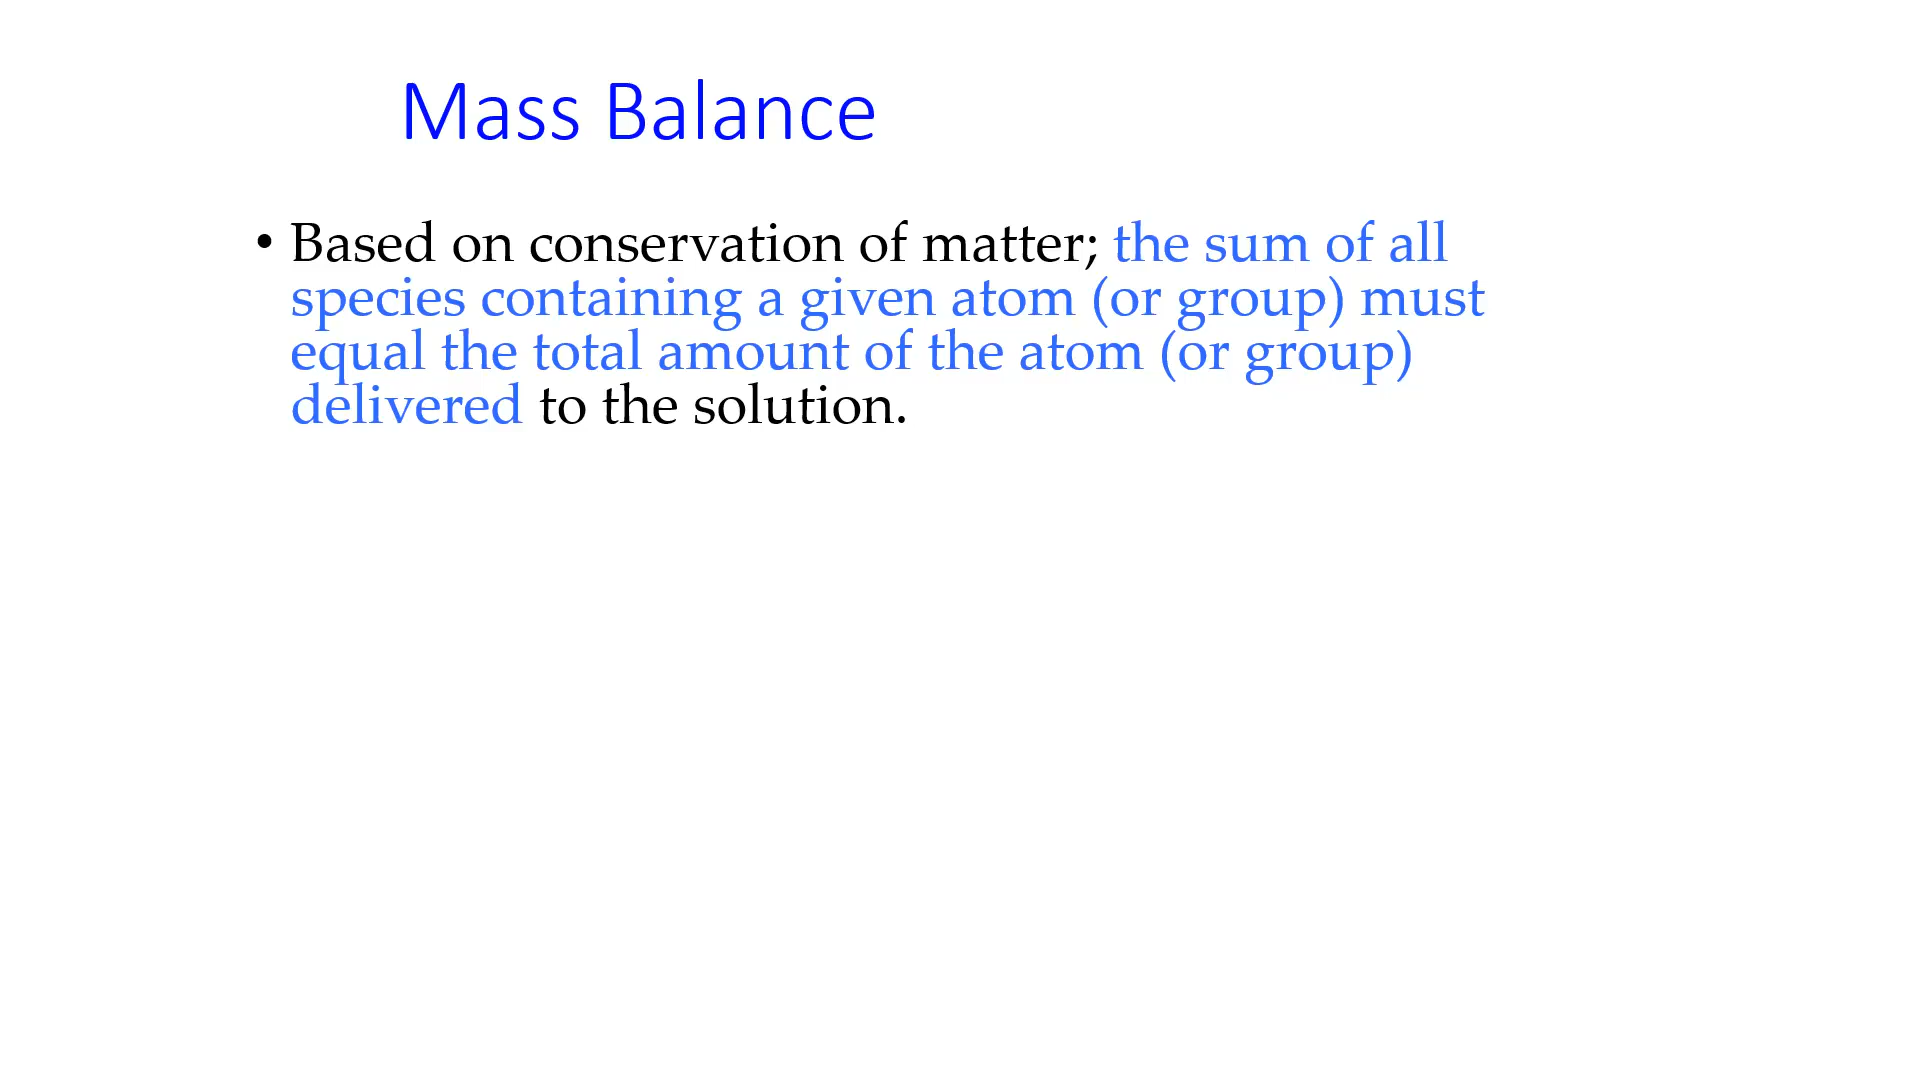 Mass Balance
• Based on conservation of matter; the sum of all
species containing a given atom (or group) must
equal the total amount of the atom (or group)
delivered to the solution.